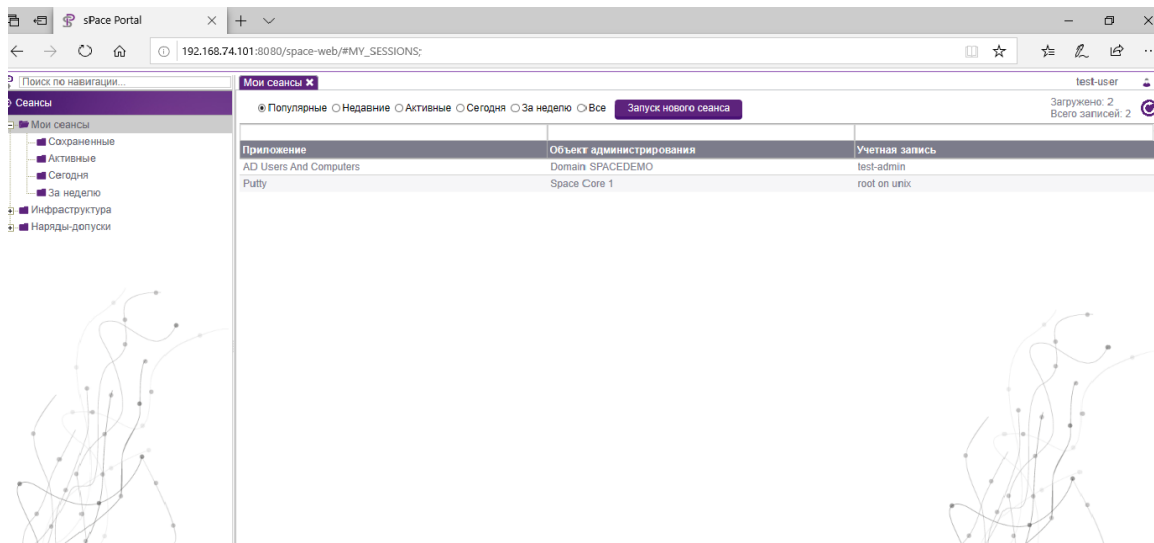 sPace Portal
192.168.74.101:8080/space-web/#MY_SESSIONS;
Поиск по навигации...
Мои сеансы
test-user
Сеансы
Популярные Недавние Активные Сегодня За неделю Все Запуск нового сеанса
Загружено: 2
Всего записей: 2
Мои сеансы
Сохраненные
Активные
Сегодня
За неделю
Инфраструктура
Наряды-допуски
Приложение Объект администрирования Учетная запись
AD Users And Computers Domain SPACEDEMO test-admin
Putty Space Core 1 root on unix